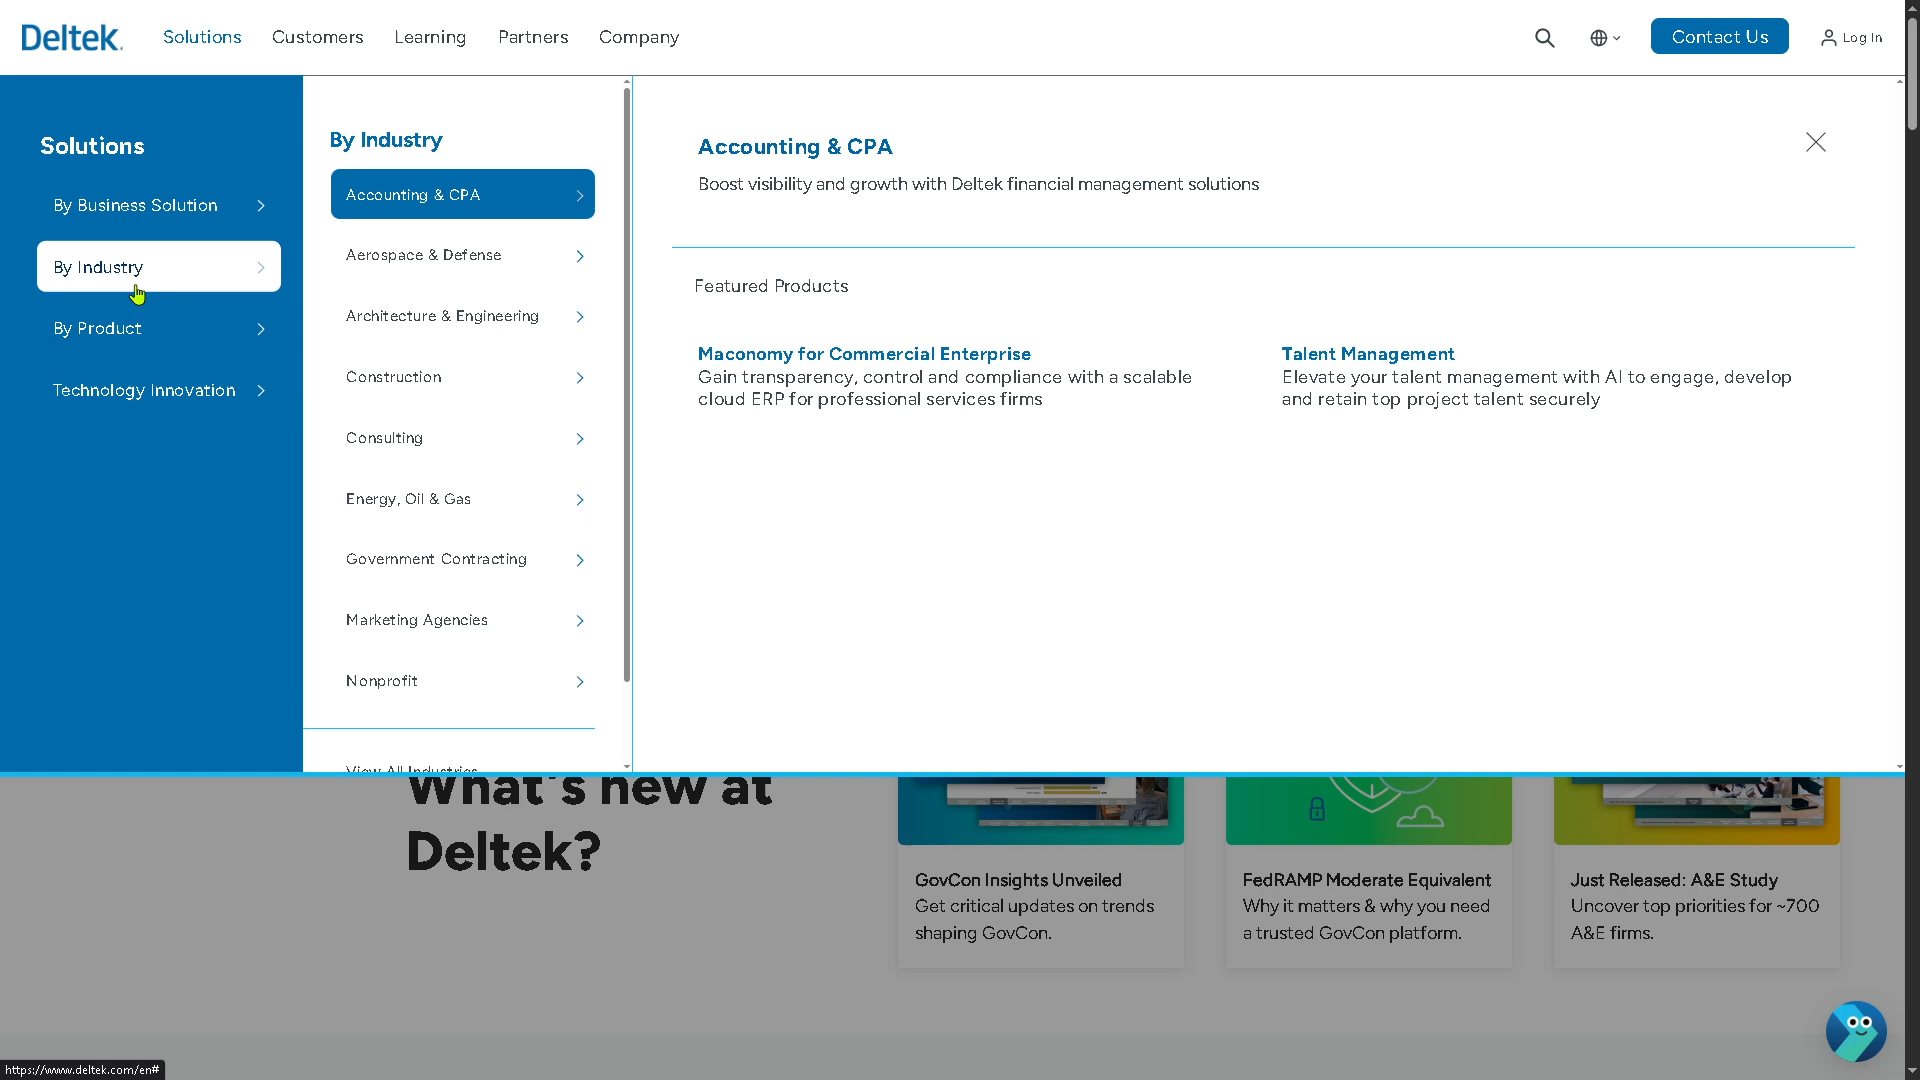 Deltek.
Solutions
Customers
Learning
Partners
Company
Contact Us
Log In
Solutions
By Business Solution
By Industry
By Product
Technology Innovation
By Industry
Accounting & CPA
Aerospace & Defense
Architecture & Engineering
Construction
Consulting
Energy, Oil & Gas
Government Contracting
Marketing Agencies
Nonprofit
View All Industries
Accounting & CPA
Boost visibility and growth with Deltek financial management solutions
Featured Products
Maconomy for Commercial Enterprise
Gain transparency, control and compliance with a scalable
cloud ERP for professional services firms
Talent Management
Elevate your talent management with AI to engage, develop
and retain top project talent securely
What's new at
Deltek?
GovCon Insights Unveiled
Get critical updates on trends
shaping GovCon.
FedRAMP Moderate Equivalent
Why it matters & why you need
a trusted GovCon platform.
Just Released: A&E Study
Uncover top priorities for ~700
A&E firms.
https://www.deltek.com/en#